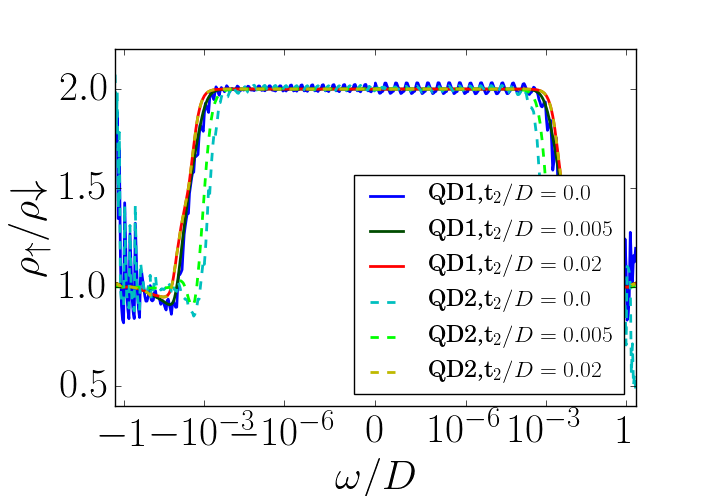 2.0
1.5
1.0
0.5
ρ↑/ρ↓
QD1,t₂/D = 0.0
QD1,t₂/D = 0.005
QD1,t₂/D = 0.02
QD2,t₂/D = 0.0
QD2,t₂/D = 0.005
QD2,t₂/D = 0.02
−1 −10⁻³ −10⁻⁶ 0 10⁻⁶ 10⁻³ 1
ω/D